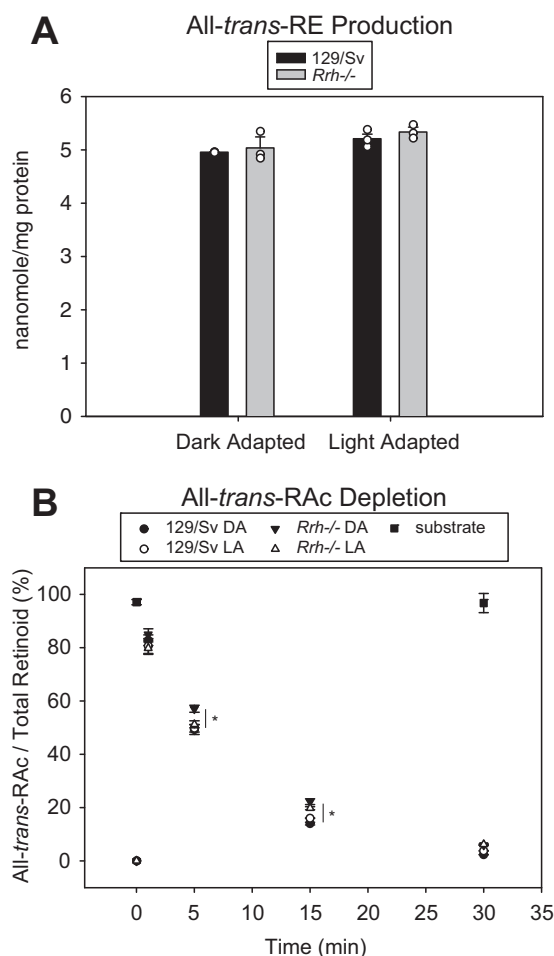 A
All-trans-RE Production
129/Sv
Rrh-/-
nanomole/mg protein
6
5
4
3
2
1
0
Dark Adapted Light Adapted
B
All-trans-RAc Depletion
129/Sv DA Rrh-/- DA substrate
129/Sv LA Rrh-/- LA
All-trans-RAc / Total Retinoid (%)
100
80
60
40
20
0
*
*
0 5 10 15 20 25 30 35
Time (min)